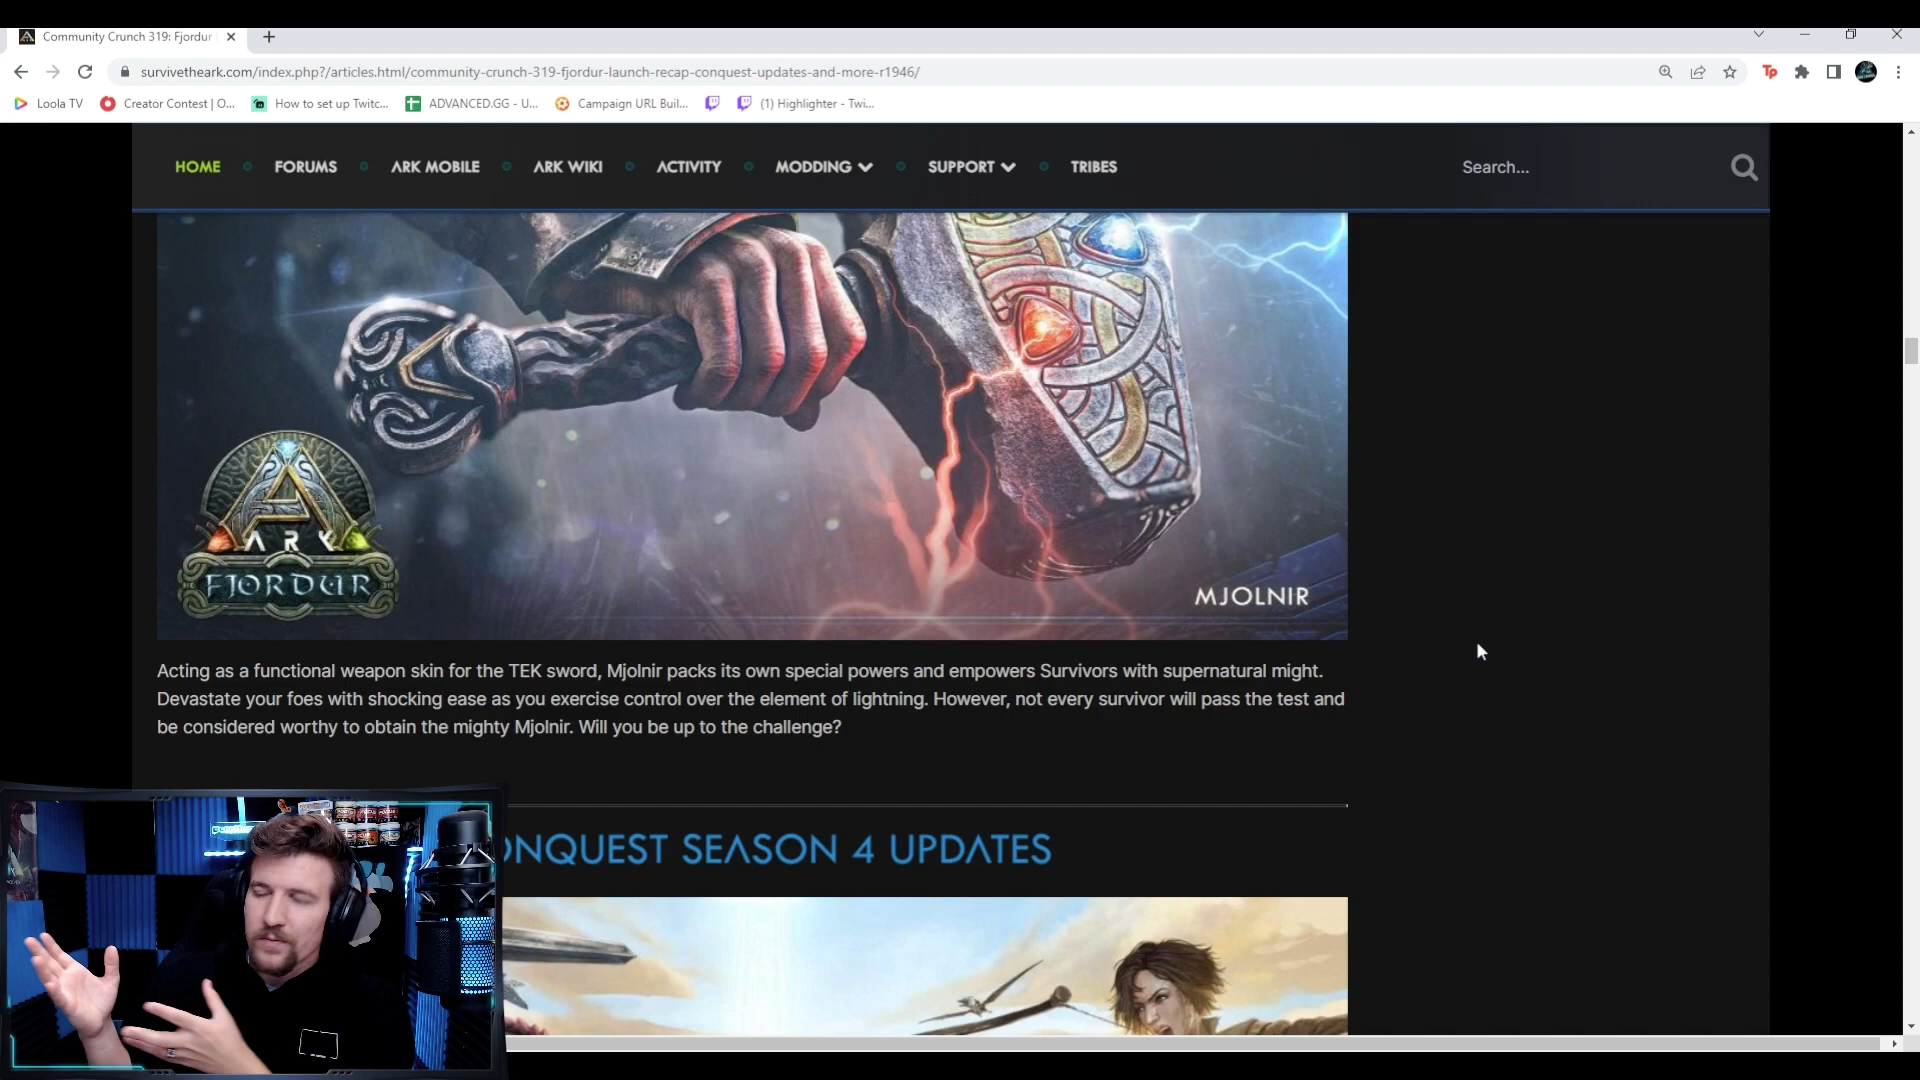 Community Crunch 319: Fjordur
survivetheark.com/index.php?/articles.html/community-crunch-319-fjordur-launch-recap-conquest-updates-and-more-r1946/
Tp
Loola TV
Creator Contest | O...
How to set up Twitc...
ADVANCED.GG - U...
Campaign URL Buil...
(1) Highlighter - Twi...
HOME
FORUMS
ARK MOBILE
ARK WIKI
ACTIVITY
MODDING
SUPPORT
TRIBES
Search...
ARK
FJORDUR
MJOLNIR
Acting as a functional weapon skin for the TEK sword, Mjolnir packs its own special powers and empowers Survivors with supernatural might.
Devastate your foes with shocking ease as you exercise control over the element of lightning. However, not every survivor will pass the test and
be considered worthy to obtain the mighty Mjolnir. Will you be up to the challenge?
ONQUEST SEASON 4 UPDATES